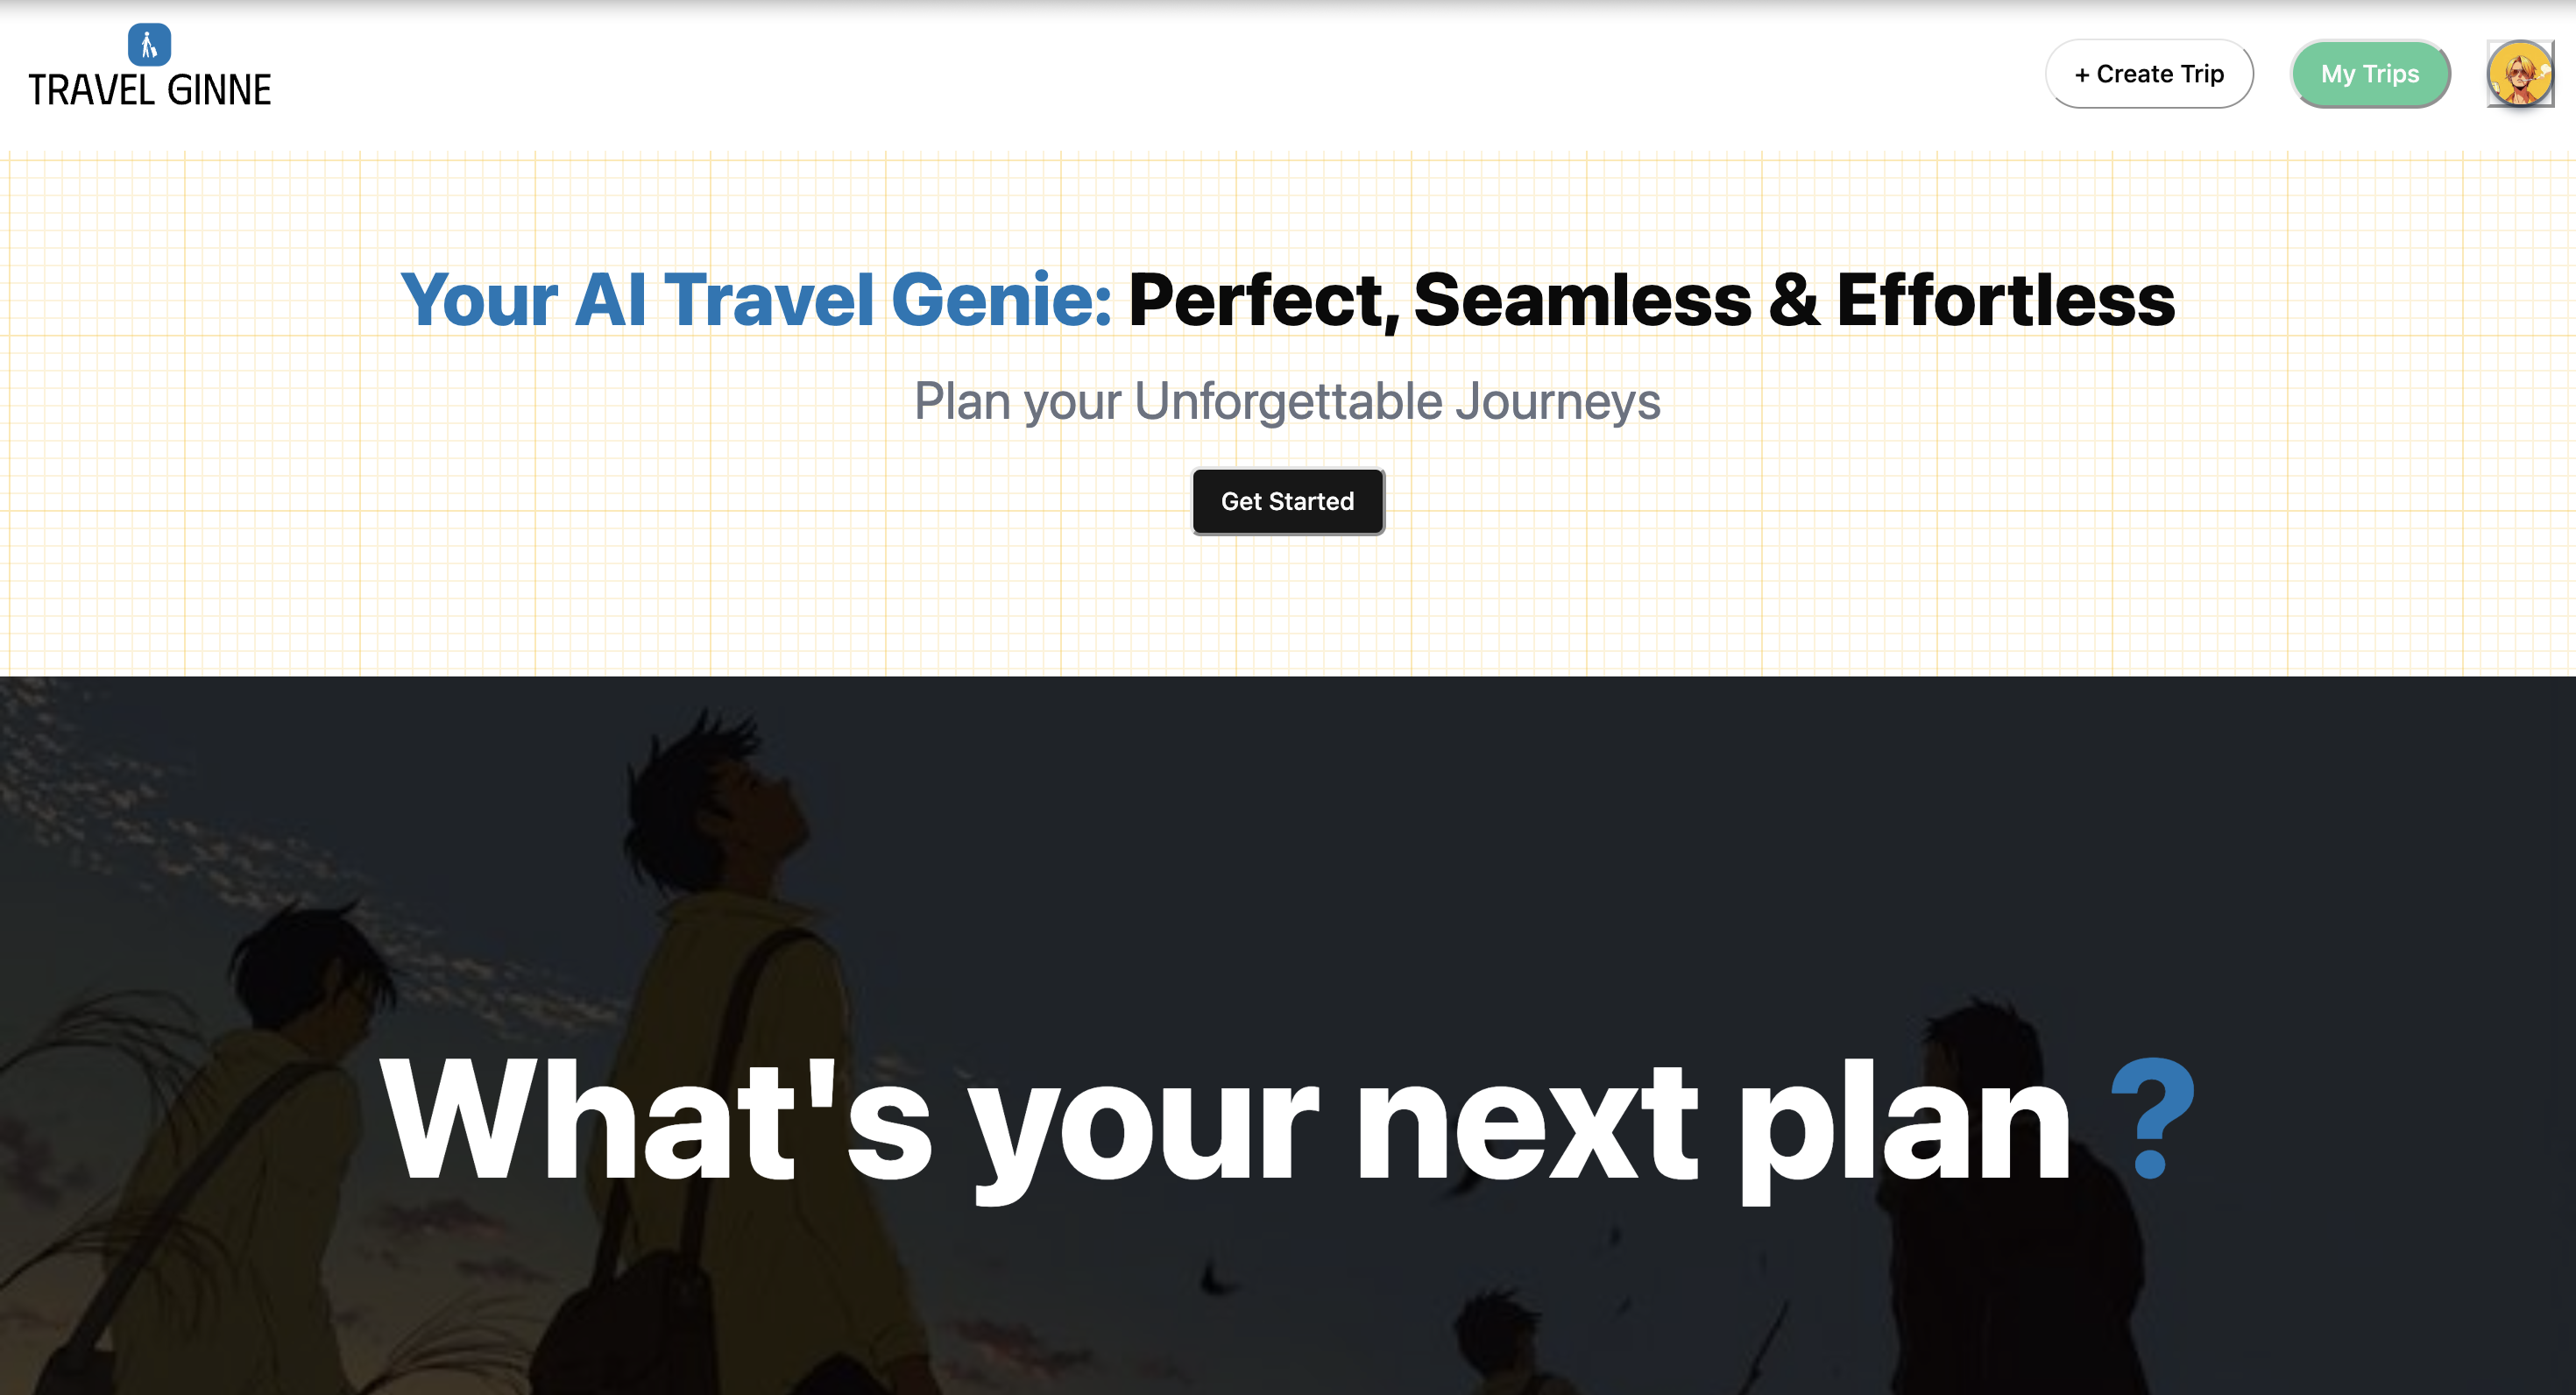 TRAVEL GINNE
+ Create Trip
My Trips
Your AI Travel Genie: Perfect, Seamless & Effortless
Plan your Unforgettable Journeys
Get Started
What's your next plan ?